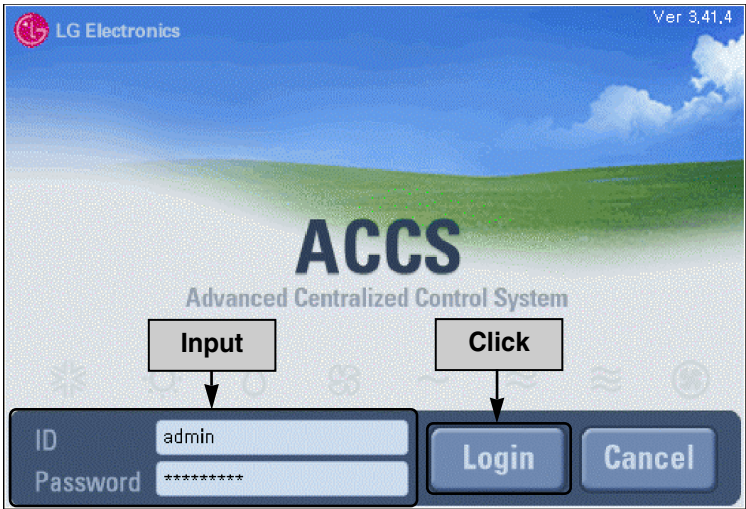 LG Electronics
Ver 3,41,4
ACCS
Advanced Centralized Control System
Input
Click
ID
admin
Password
*********
Login
Cancel